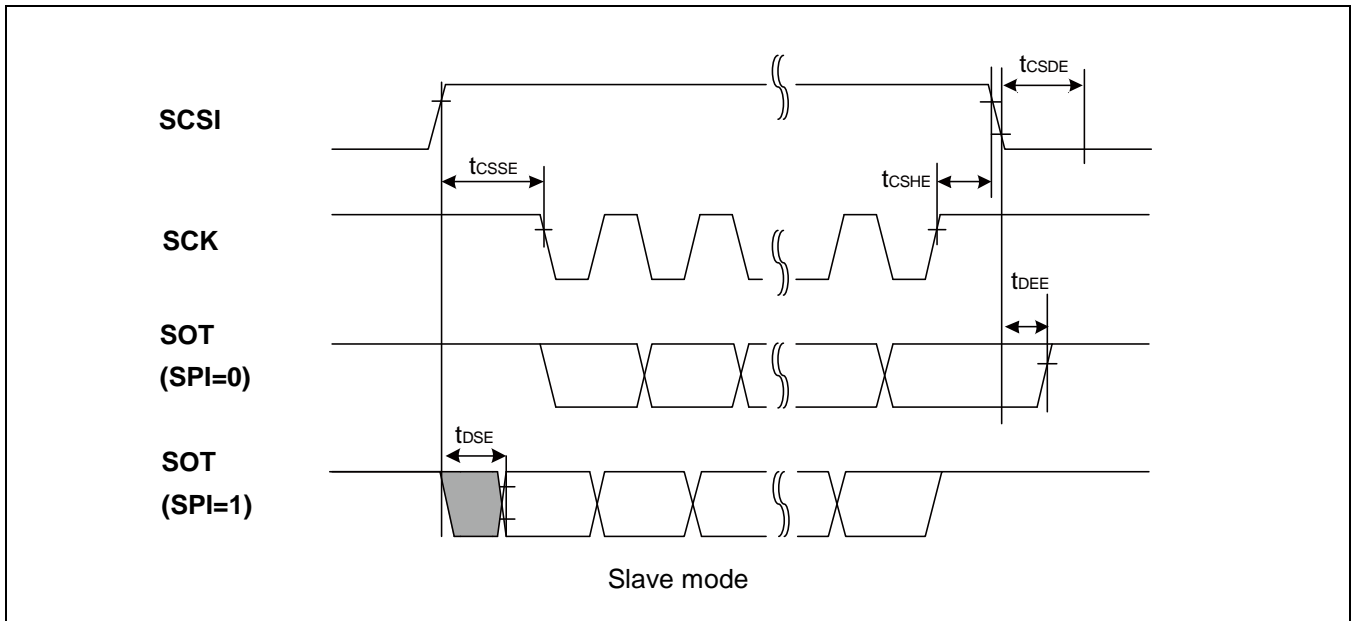 tCSDE
SCSI
tCSSE
tCSHE
SCK
tDEE
SOT
(SPI=0)
tDSE
SOT
(SPI=1)
Slave mode